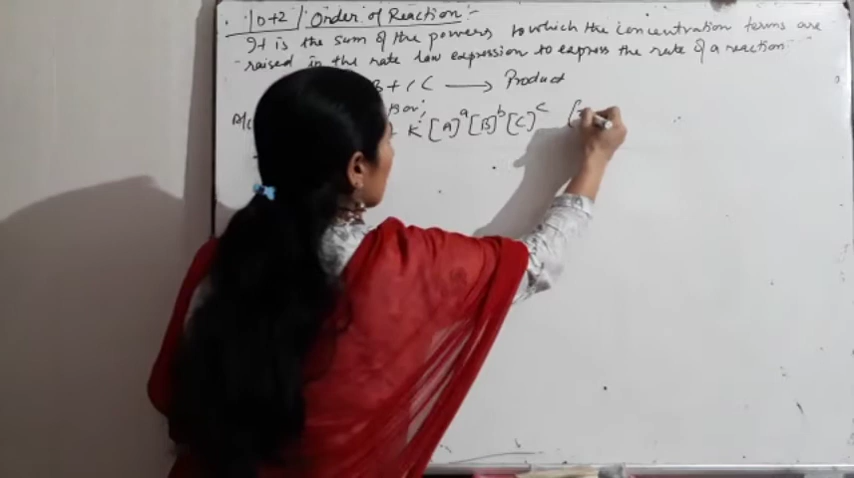 10+2 / Order of Reaction :-
It is the sum of the powers to which the concentration terms are
raised in the rate law expression to express the rate of a reaction
B + C ⟶ Product
K [A]^a [B]^b [C]^c